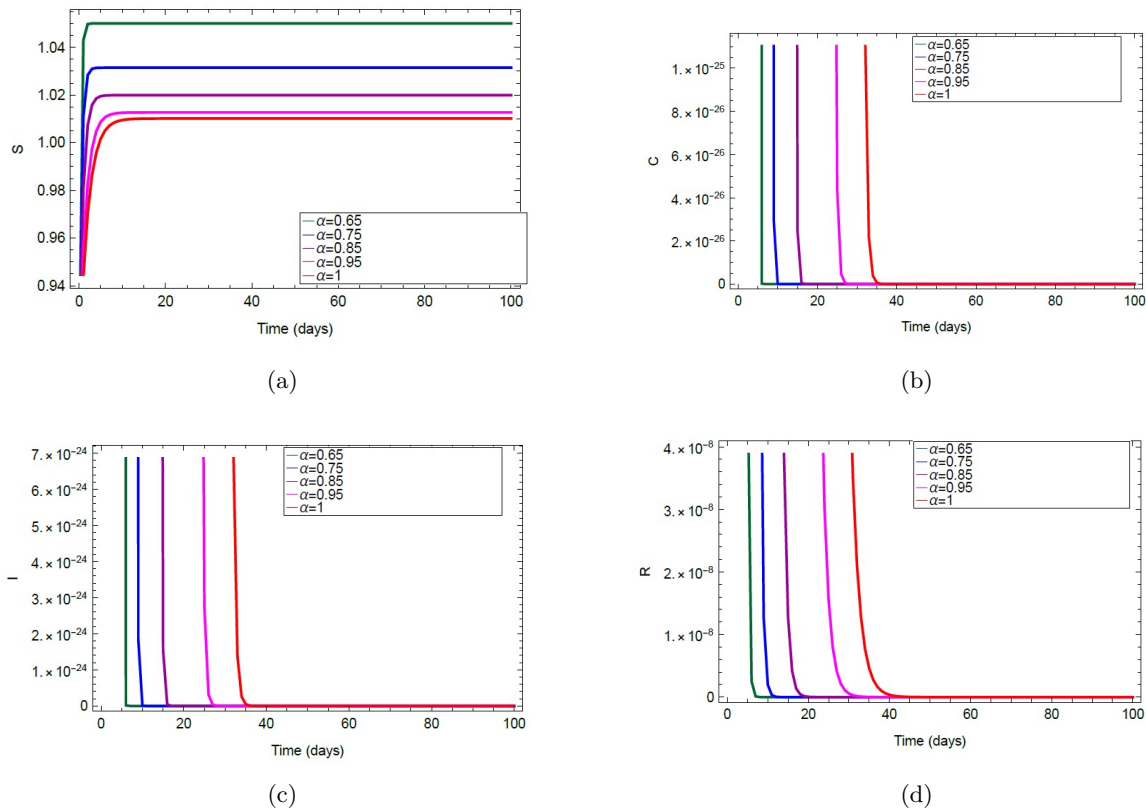 1.04
1.02
1.00
0.98
0.96
0.94
S
α=0.65
α=0.75
α=0.85
α=0.95
α=1
0 20 40 60 80 100
Time (days)
(a)
1.×10⁻²⁵
8.×10⁻²⁶
6.×10⁻²⁶
4.×10⁻²⁶
2.×10⁻²⁶
0
C
α=0.65
α=0.75
α=0.85
α=0.95
α=1
0 20 40 60 80 100
Time (days)
(b)
7.×10⁻²⁴
6.×10⁻²⁴
5.×10⁻²⁴
4.×10⁻²⁴
3.×10⁻²⁴
2.×10⁻²⁴
1.×10⁻²⁴
0
I
α=0.65
α=0.75
α=0.85
α=0.95
α=1
0 20 40 60 80 100
Time (days)
(c)
4.×10⁻⁸
3.×10⁻⁸
2.×10⁻⁸
1.×10⁻⁸
0
R
α=0.65
α=0.75
α=0.85
α=0.95
α=1
0 20 40 60 80 100
Time (days)
(d)